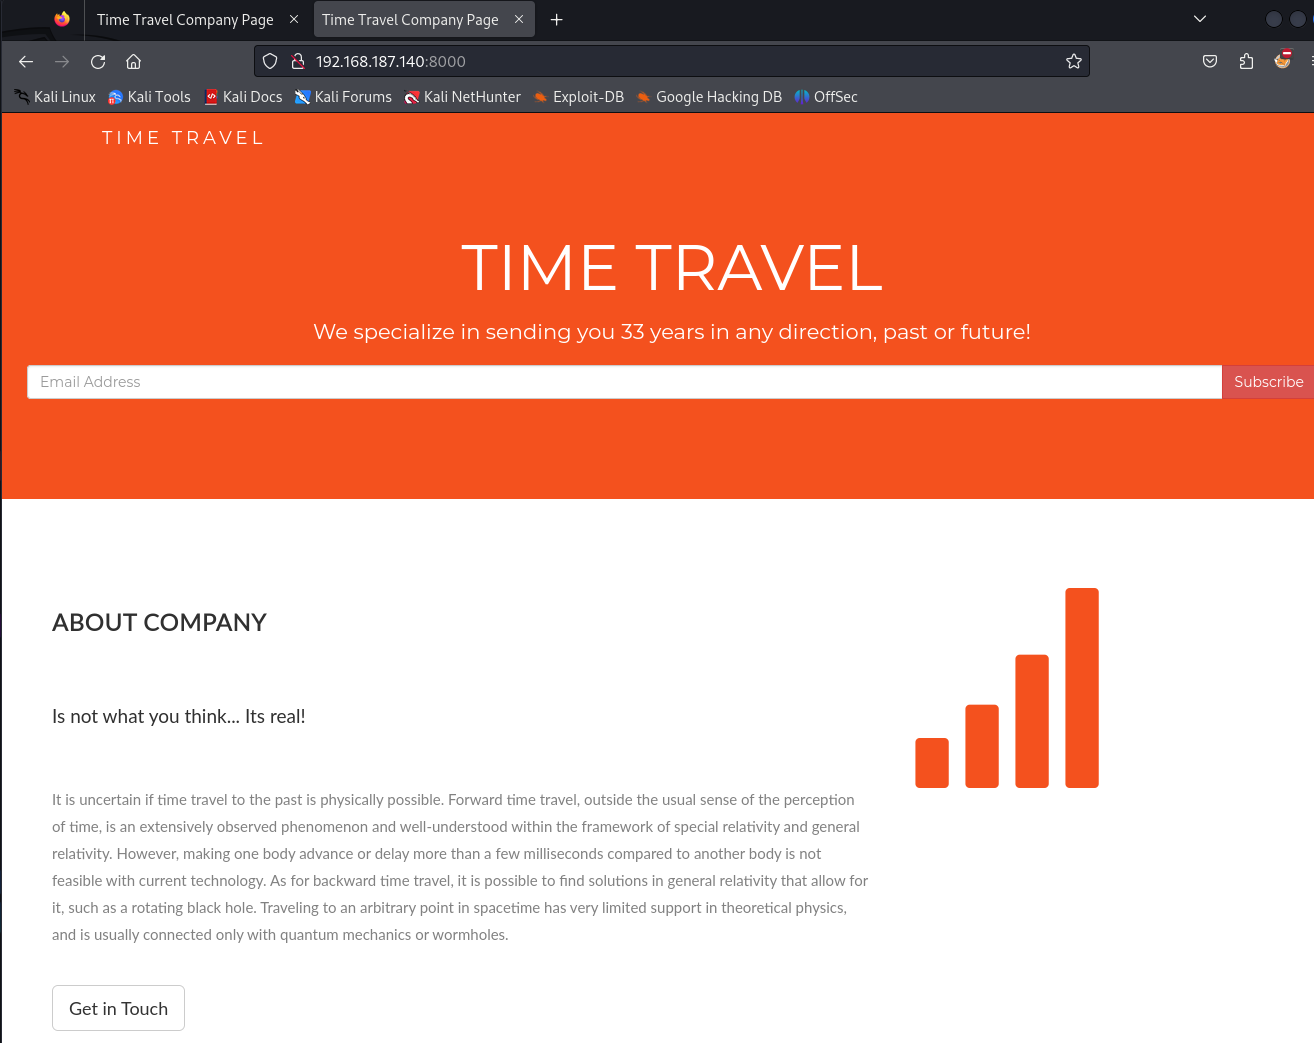 Time Travel Company Page
Time Travel Company Page
192.168.187.140:8000
Kali Linux Kali Tools Kali Docs Kali Forums Kali NetHunter Exploit-DB Google Hacking DB OffSec
TIME TRAVEL
TIME TRAVEL
We specialize in sending you 33 years in any direction, past or future!
Email Address Subscribe
ABOUT COMPANY
Is not what you think... Its real!
It is uncertain if time travel to the past is physically possible. Forward time travel, outside the usual sense of the perception
of time, is an extensively observed phenomenon and well-understood within the framework of special relativity and general
relativity. However, making one body advance or delay more than a few milliseconds compared to another body is not
feasible with current technology. As for backward time travel, it is possible to find solutions in general relativity that allow for
it, such as a rotating black hole. Traveling to an arbitrary point in spacetime has very limited support in theoretical physics,
and is usually connected only with quantum mechanics or wormholes.
Get in Touch